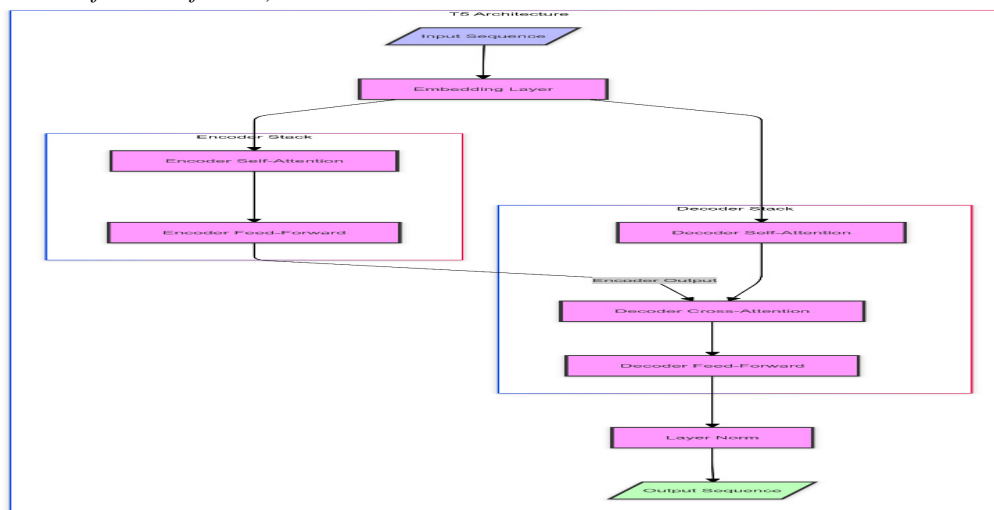 T5 Architecture
Input Sequence
Embedding Layer
Encoder Stack
Encoder Self-Attention
Encoder Feed-Forward
Decoder Stack
Decoder Self-Attention
Encoder Output
Decoder Cross-Attention
Decoder Feed-Forward
Layer Norm
Output Sequence